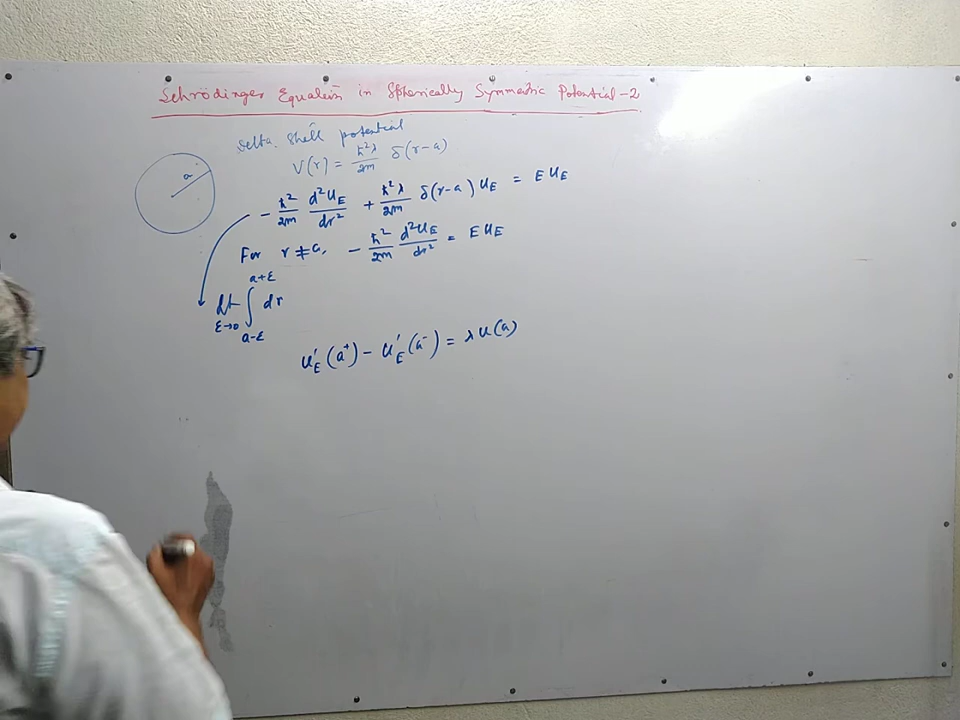 Schrödinger Equation in Spherically Symmetric Potential-2
Delta Shell potential
V(r) = ℏ²λ/2m δ(r-a)
a
- ℏ²/2m d²U_E/dr² + ℏ²λ/2m δ(r-a) U_E = E U_E
For r ≠ a, - ℏ²/2m d²U_E/dr² = E U_E
Lt_{ε→0} ∫_{a-ε}^{a+ε} dr
U'_E(a⁺) - U'_E(a⁻) = λ U(a)